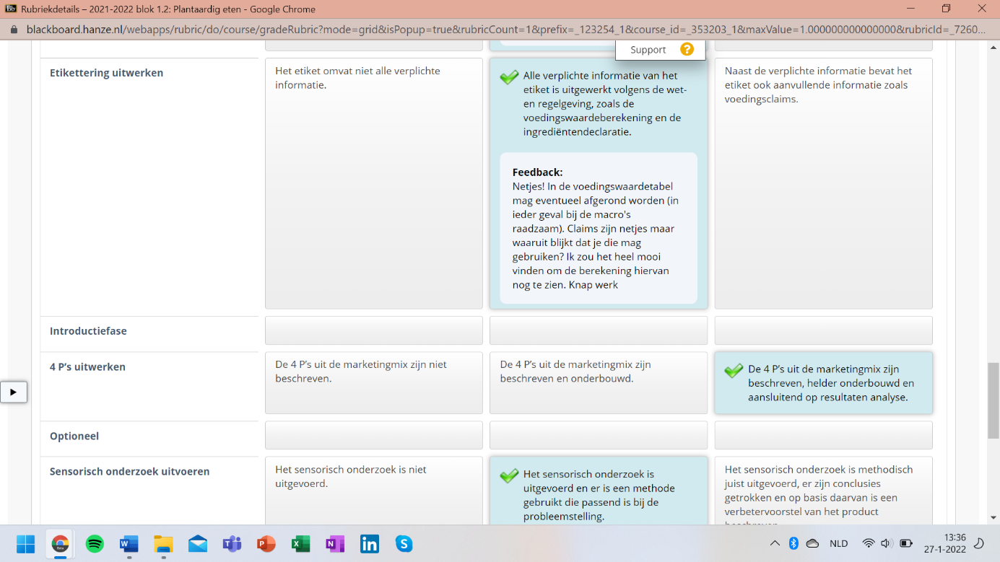 Rubriekdetails – 2021-2022 blok 1.2: Plantaardig eten - Google Chrome
blackboard.hanze.nl/webapps/rubric/do/course/gradeRubric?mode=grid&isPopup=true&rubricCount=1&prefix=_123254_1&course_id=_353203_1&maxValue=1.000000000000000&rubricId=_7260...
Support ?
Etikettering uitwerken
Het etiket omvat niet alle verplichte
informatie.
Alle verplichte informatie van het
etiket is uitgewerkt volgens de wet-
en regelgeving, zoals de
voedingswaardeberekening en de
ingrediëntendeclaratie.
Feedback:
Netjes! In de voedingswaardetabel
mag eventueel afgerond worden (in
ieder geval bij de macro's
raadzaam). Claims zijn netjes maar
waaruit blijkt dat je die mag
gebruiken? Ik zou het heel mooi
vinden om de berekening hiervan
nog te zien. Knap werk
Naast de verplichte informatie bevat het
etiket ook aanvullende informatie zoals
voedingsclaims.
Introductiefase
4 P's uitwerken
De 4 P's uit de marketingmix zijn niet
beschreven.
De 4 P's uit de marketingmix zijn
beschreven en onderbouwd.
De 4 P's uit de marketingmix zijn
beschreven, helder onderbouwd en
aansluitend op resultaten analyse.
Optioneel
Sensorisch onderzoek uitvoeren
Het sensorisch onderzoek is niet
uitgevoerd.
Het sensorisch onderzoek is
uitgevoerd en er is een methode
gebruikt die passend is bij de
probleemstelling.
Het sensorisch onderzoek is methodisch
juist uitgevoerd, er zijn conclusies
getrokken en op basis daarvan is een
verbetervoorstel van het product
NLD
13:36
27-1-2022